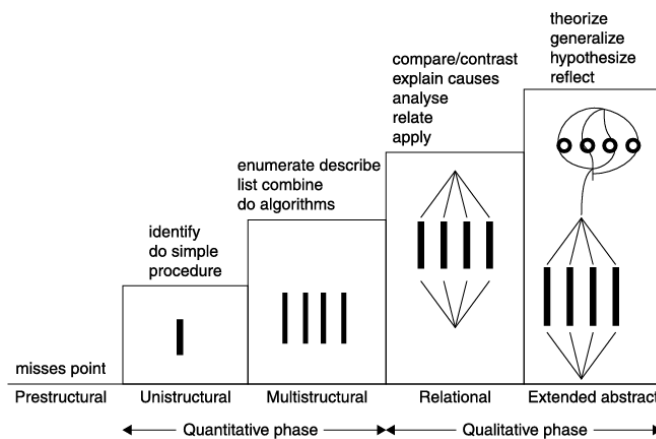 theorize
generalize
hypothesize
reflect
compare/contrast
explain causes
analyse
relate
apply
enumerate describe
list combine
do algorithms
identify
do simple
procedure
misses point
Prestructural
Unistructural
Multistructural
Relational
Extended abstract
Quantitative phase
Qualitative phase